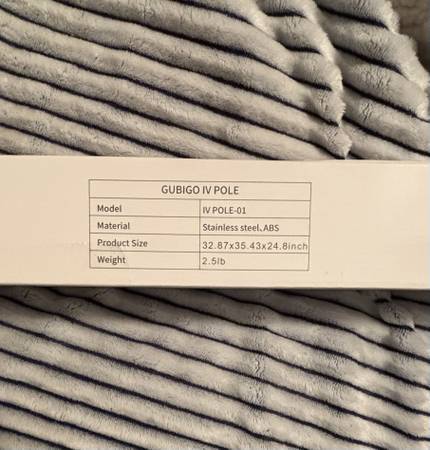 GUBIGO IV POLE
Model IV POLE-01
Material Stainless steel、ABS
Product Size 32.87x35.43x24.8inch
Weight 2.5lb